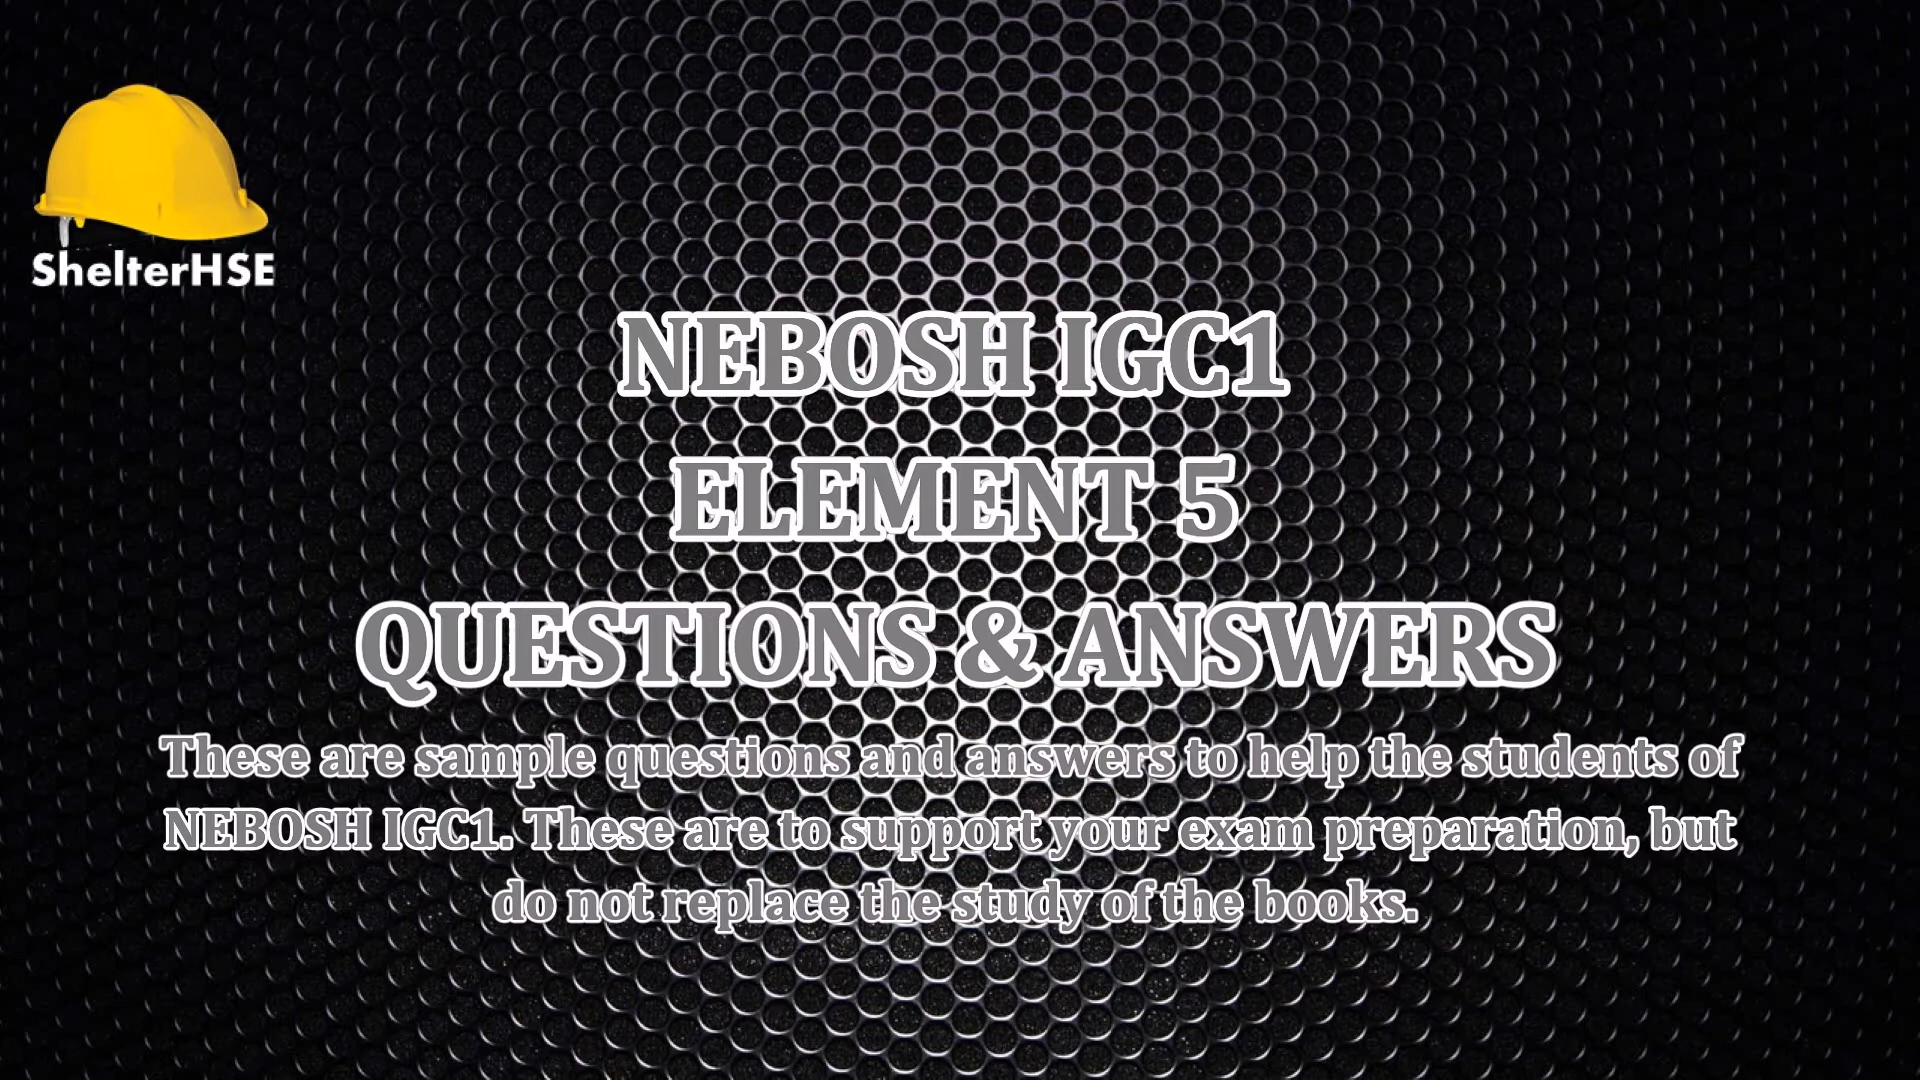 ShelterHSE
NEBOSH IGC1
ELEMENT 5
QUESTIONS & ANSWERS
These are sample questions and answers to help the students of
NEBOSH IGC1. These are to support your exam preparation, but
do not replace the study of the books.